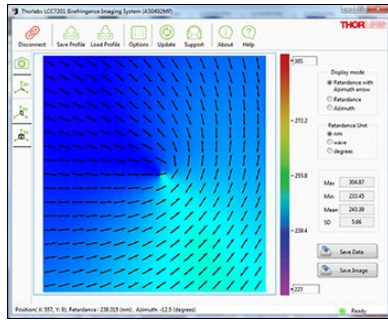 Thorlabs LCC7201 Birefringence Imaging System (A50492MP)
Disconnect Save Profile Load Profile Options Update Support About Help
THORLABS
305
272.2
255.8
239.4
223
Display mode
Retardance with Azimuth arrow
Retardance
Azimuth
Retardance Unit
nm
wave
degrees
Max 304.87
Min 233.45
Mean 243.39
SD 5.66
Save Data
Save Image
Position( X: 557, Y: 9), Retardance : 238.315 (nm) , Azimuth: -12.5 (degrees)
Ready